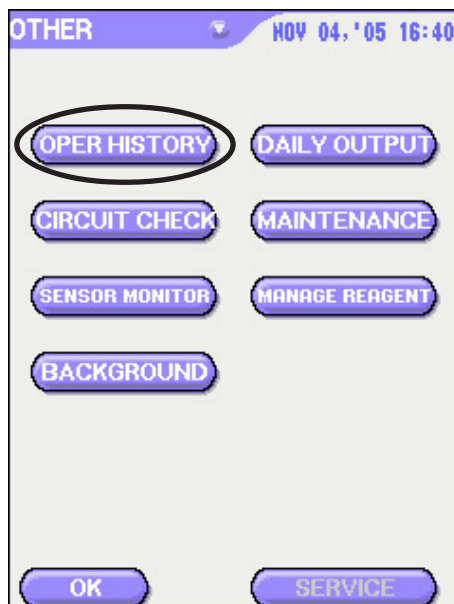 OTHER NOV 04,'05 16:40
OPER HISTORY DAILY OUTPUT
CIRCUIT CHECK MAINTENANCE
SENSOR MONITOR MANAGE REAGENT
BACKGROUND
OK SERVICE